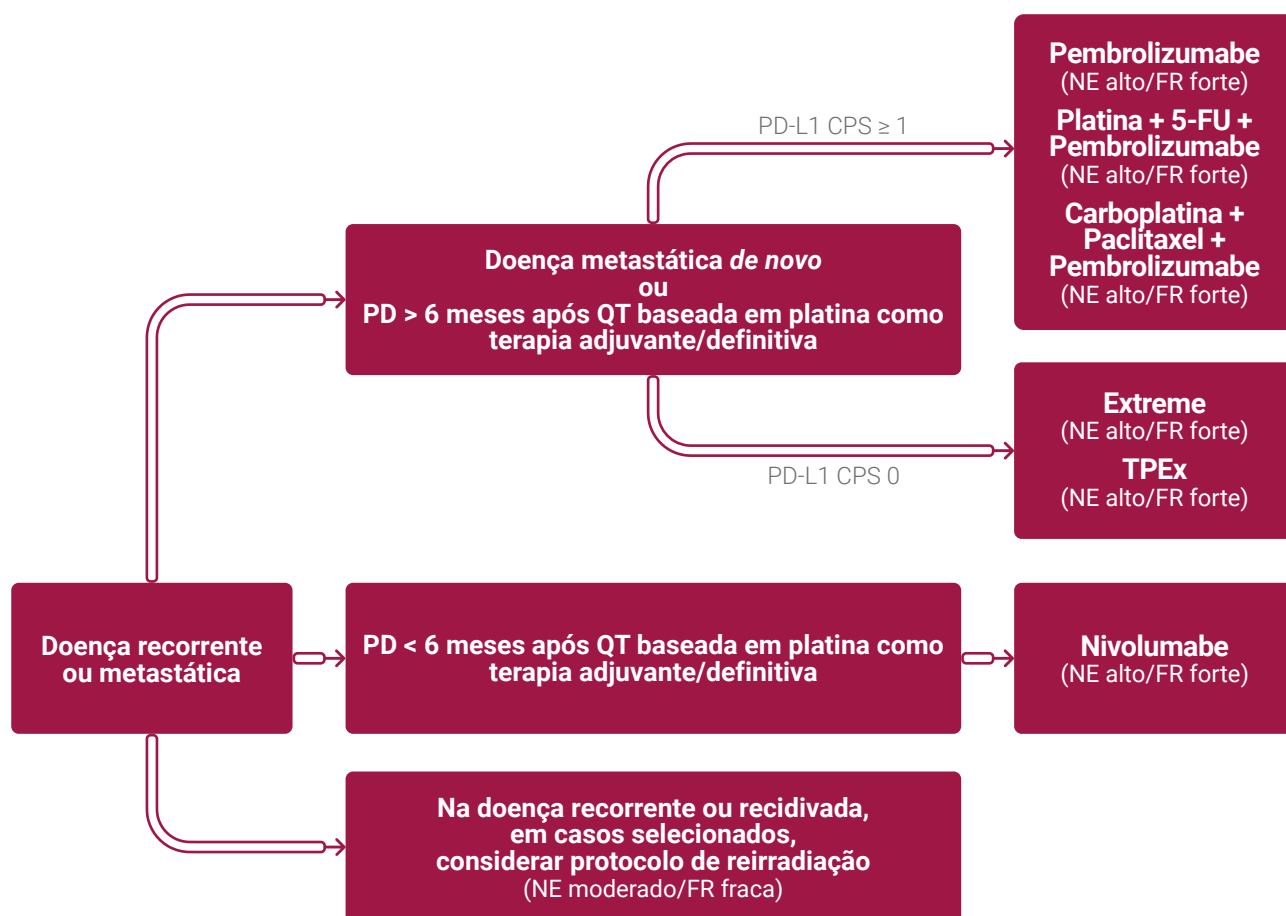 Pembrolizumabe
(NE alto/FR forte)
Platina + 5-FU +
Pembrolizumabe
(NE alto/FR forte)
Carboplatina +
Paclitaxel +
Pembrolizumabe
(NE alto/FR forte)
PD-L1 CPS ≥ 1
Doença metastática de novo
ou
PD > 6 meses após QT baseada em platina como
terapia adjuvante/definitiva
PD-L1 CPS 0
Extreme
(NE alto/FR forte)
TPEx
(NE alto/FR forte)
Doença recorrente
ou metastática
PD < 6 meses após QT baseada em platina como
terapia adjuvante/definitiva
Nivolumabe
(NE alto/FR forte)
Na doença recorrente ou recidivada,
em casos selecionados,
considerar protocolo de reirradiação
(NE moderado/FR fraca)